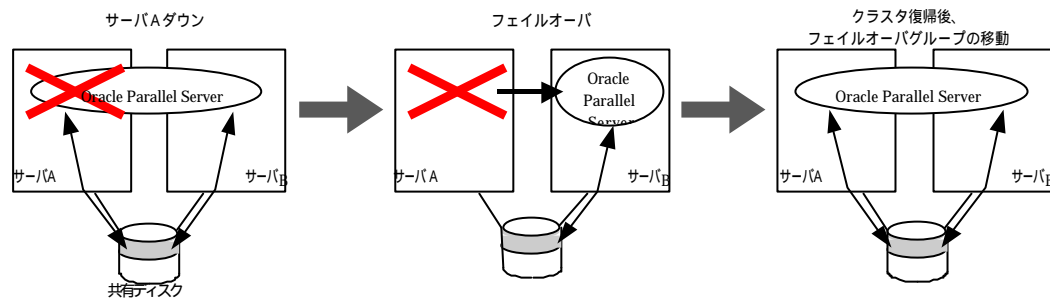 サーバAダウン
Oracle Parallel Server
サーバA
サーバB
共有ディスク
フェイルオーバ
Oracle
Parallel
Server
サーバA
サーバB
クラスタ復帰後、
フェイルオーバグループの移動
Oracle Parallel Server
サーバA
サーバB